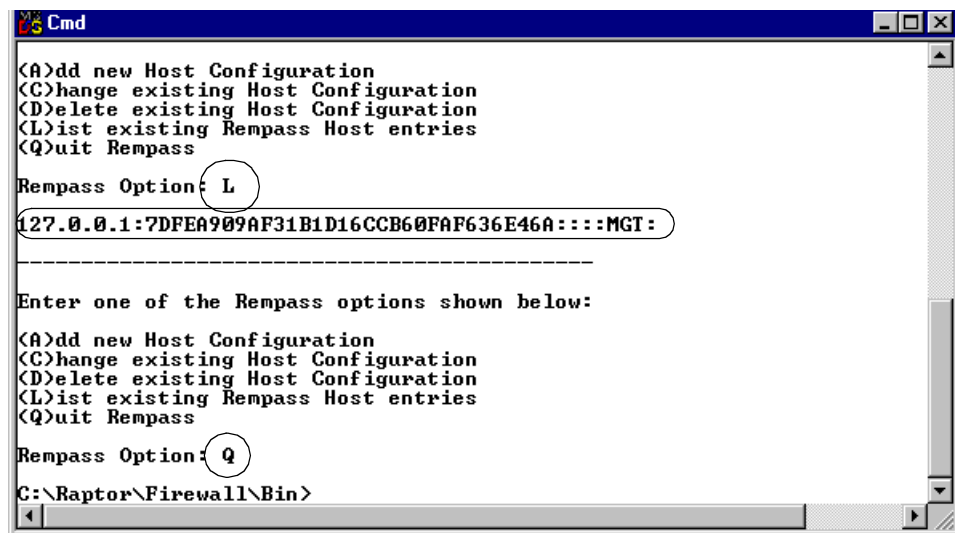 Cmd
(A)dd new Host Configuration
(C)hange existing Host Configuration
(D)elete existing Host Configuration
(L)ist existing Rempass Host entries
(Q)uit Rempass
Rempass Option: L
127.0.0.1:7DFEA909AF31B1D16CCB60FAF636E46A::::MGT:
--------------------------------------------
Enter one of the Rempass options shown below:
(A)dd new Host Configuration
(C)hange existing Host Configuration
(D)elete existing Host Configuration
(L)ist existing Rempass Host entries
(Q)uit Rempass
Rempass Option: Q
C:\Raptor\Firewall\Bin>